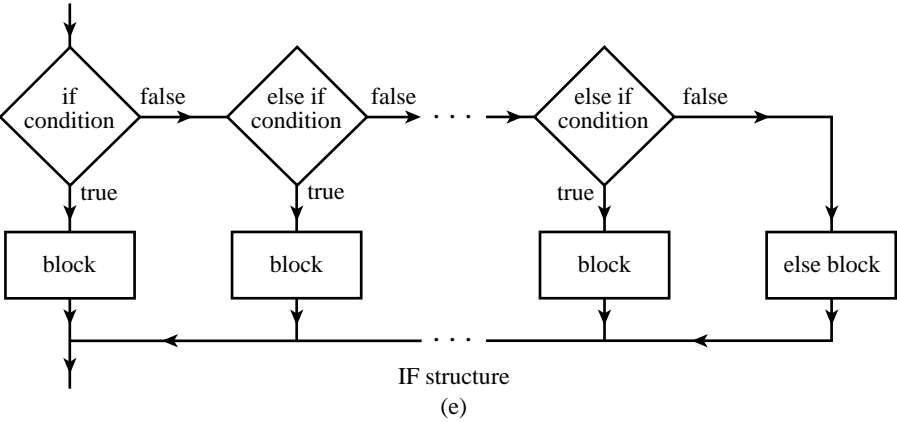 if
condition
false
else if
condition
false
. . .
else if
condition
false
true
true
true
block
block
block
else block
. . .
IF structure
(e)